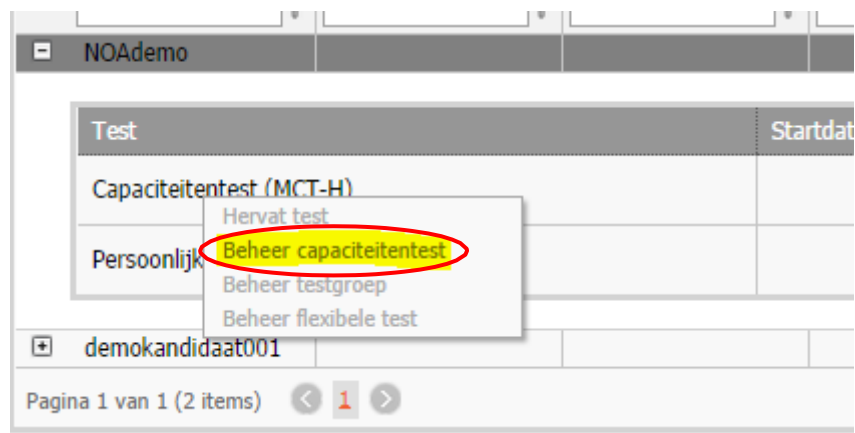 NOAdemo
Test Startdat
Capaciteitentest (MCT-H)
Hervat test
Beheer capaciteitentest
Persoonlijk
Beheer testgroep
Beheer flexibele test
demokandidaat001
Pagina 1 van 1 (2 items) 1